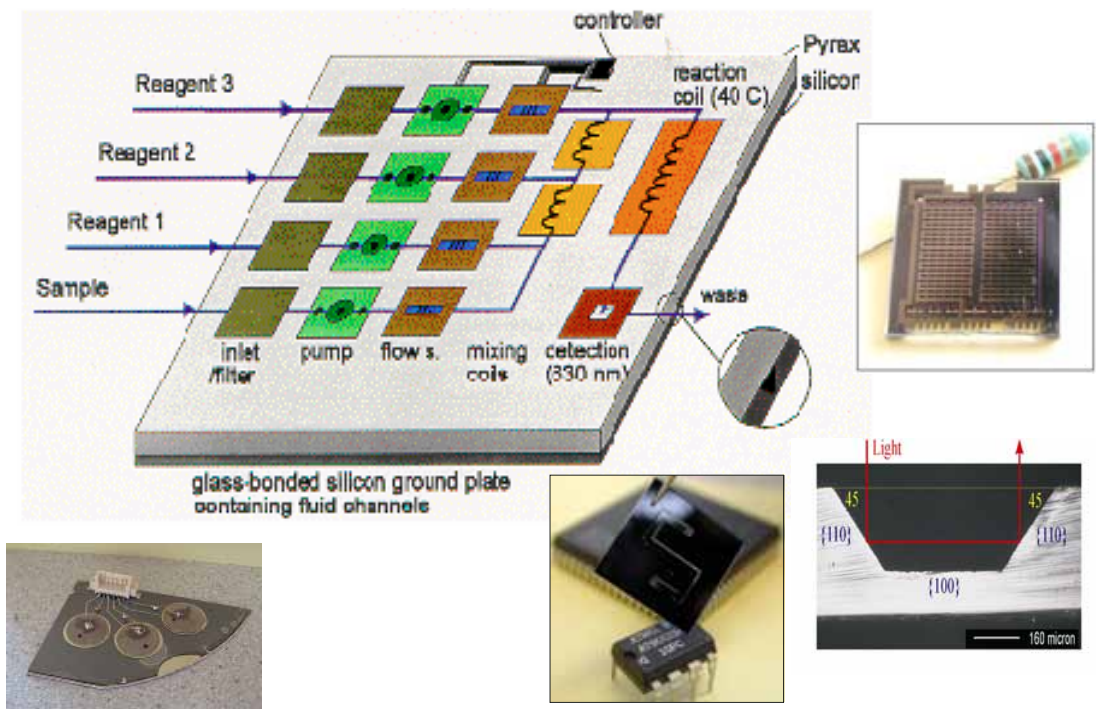 controller
Pyrax
silicon
reaction
coil (40 C)
Reagent 3
Reagent 2
Reagent 1
Sample
waste
inlet
/filter
pump
flow s.
mixing
coils
cetection
(330 nm)
glass-bonded silicon ground plate
containing fluid channels
Light
45
45
{110}
{110}
{100}
160 micron